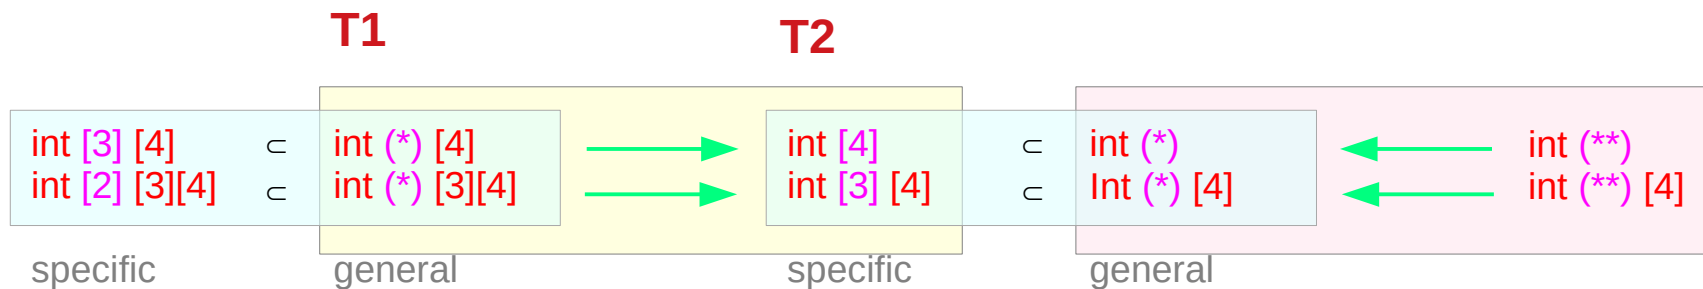 T1 T2
int [3] [4] ⊂ int (*) [4] int [4] ⊂ int (*) int (**)
int [2] [3][4] ⊂ int (*) [3][4] int [3] [4] ⊂ Int (*) [4] int (**) [4]
specific general specific general